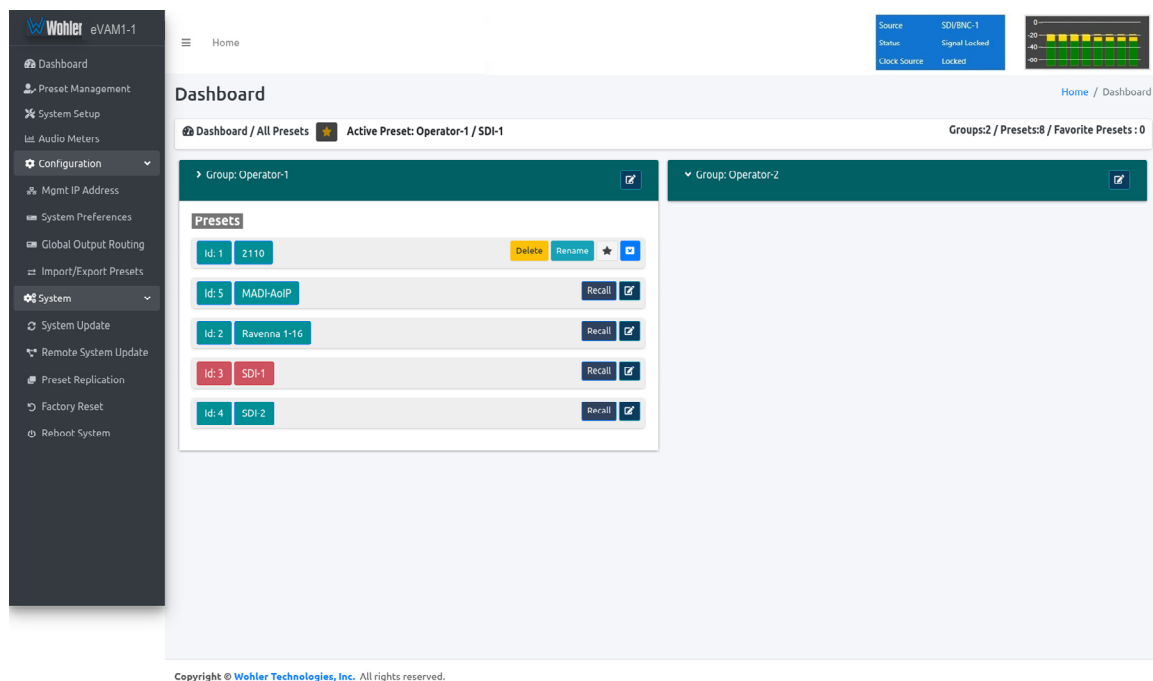 Wohler eVAM1-1
Dashboard
Preset Management
System Setup
Audio Meters
Configuration
Mgmt IP Address
System Preferences
Global Output Routing
Import/Export Presets
System
System Update
Remote System Update
Preset Replication
Factory Reset
Reboot System
Home
Source SDI/BNC-1
Status Signal Locked
Clock Source Locked
0
-20
-40
-oo
Dashboard
Home / Dashboard
Dashboard / All Presets Active Preset: Operator-1 / SDI-1 Groups:2 / Presets:8 / Favorite Presets : 0
Group: Operator-1
Group: Operator-2
Presets
Id: 1 2110 Delete Rename
Id: 5 MADI-AoIP Recall
Id: 2 Ravenna 1-16 Recall
Id: 3 SDI-1 Recall
Id: 4 SDI-2 Recall
Copyright © Wohler Technologies, Inc. All rights reserved.